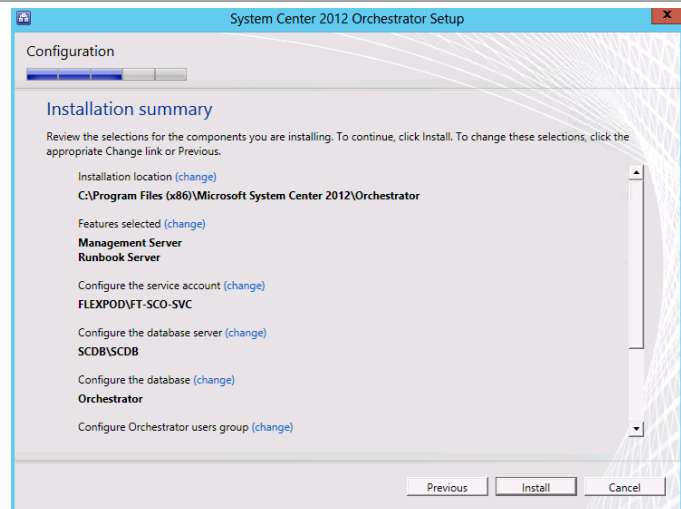 System Center 2012 Orchestrator Setup
x
Configuration
Installation summary
Review the selections for the components you are installing. To continue, click Install. To change these selections, click the
appropriate Change link or Previous.
Installation location (change)
C:\Program Files (x86)\Microsoft System Center 2012\Orchestrator
Features selected (change)
Management Server
Runbook Server
Configure the service account (change)
FLEXPOD\FT-SCO-SVC
Configure the database server (change)
SCDB\SCDB
Configure the database (change)
Orchestrator
Configure Orchestrator users group (change)
Previous Install Cancel